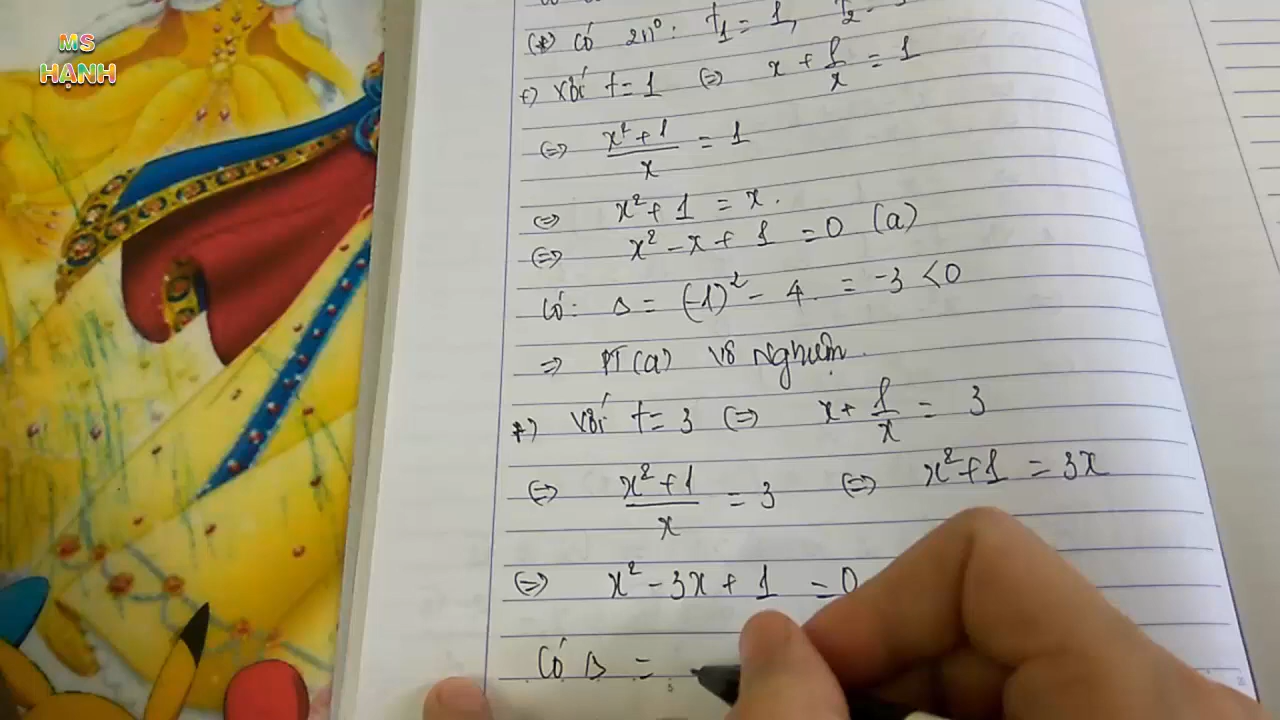 MS
HẠNH
(*) có 2n⁰: t₁ = 1, t₂ =
+) Với t = 1 (=) x + 1/x = 1
(=) (x² + 1)/x = 1
(=) x² + 1 = x.
(=) x² - x + 1 = 0 (a)
Có: Δ = (-1)² - 4 = -3 < 0
=> PT (a) vô nghiệm.
*) Với t = 3 (=) x + 1/x = 3
(=) (x² + 1)/x = 3 (=) x² + 1 = 3x
(=) x² - 3x + 1 = 0
Có Δ =